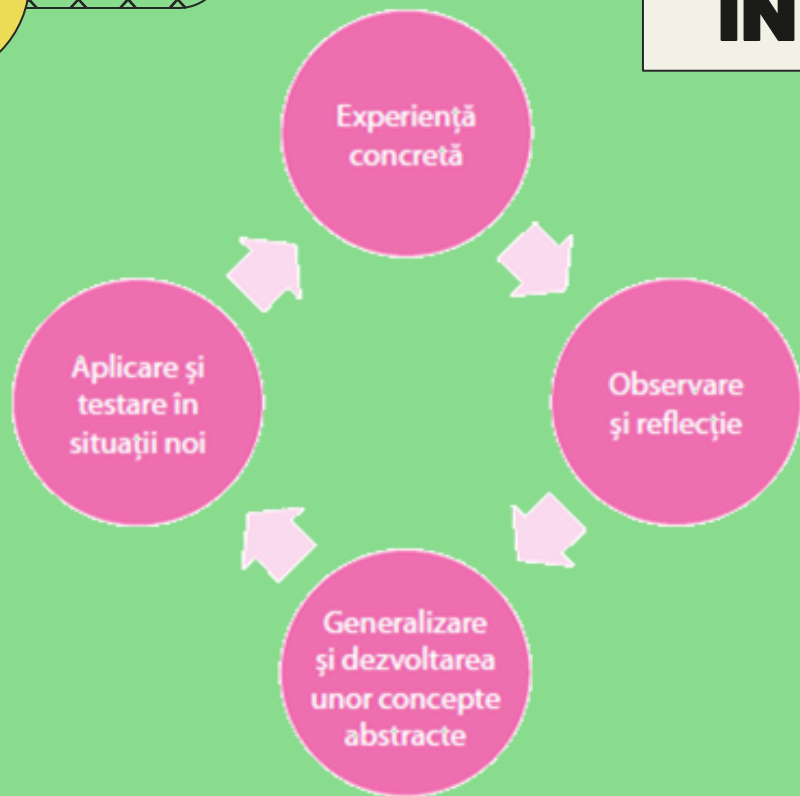 IN
Experiență
concretă
Observare
și reflecție
Generalizare
și dezvoltarea
unor concepte
abstracte
Aplicare și
testare în
situații noi